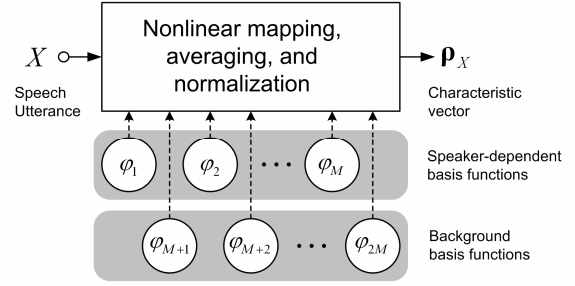 Nonlinear mapping,
averaging, and
normalization
X
ρ_X
Speech
Utterance
Characteristic
vector
φ_1 φ_2 ⋯ φ_M
Speaker-dependent
basis functions
φ_{M+1} φ_{M+2} ⋯ φ_{2M}
Background
basis functions